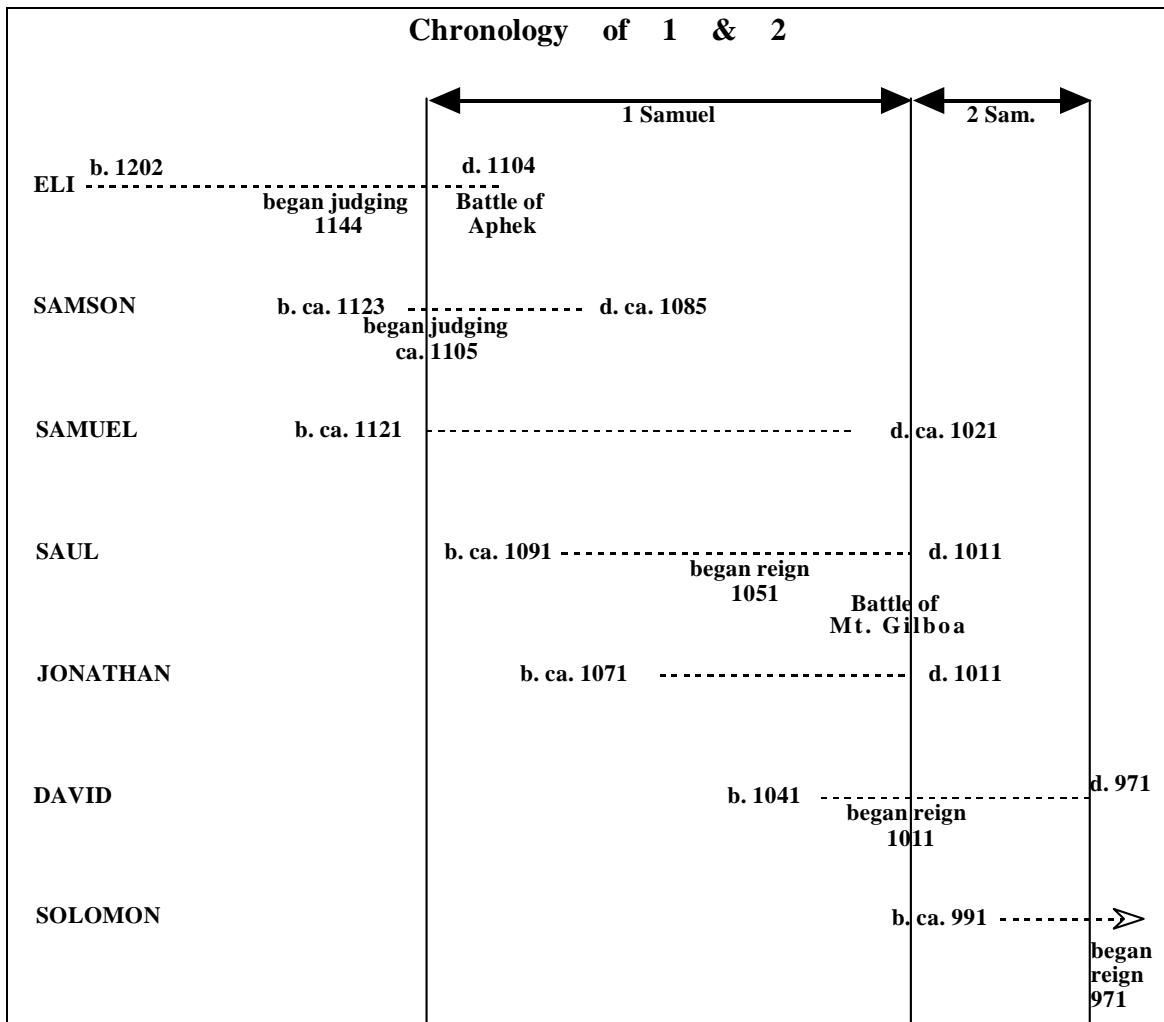 Chronology of 1 & 2
1 Samuel
2 Sam.
ELI
b. 1202
d. 1104
began judging
1144
Battle of
Aphek
SAMSON
b. ca. 1123
d. ca. 1085
began judging
ca. 1105
SAMUEL
b. ca. 1121
d. ca. 1021
SAUL
b. ca. 1091
d. 1011
began reign
1051
Battle of
Mt. Gilboa
JONATHAN
b. ca. 1071
d. 1011
DAVID
b. 1041
d. 971
began reign
1011
SOLOMON
b. ca. 991
began
reign
971